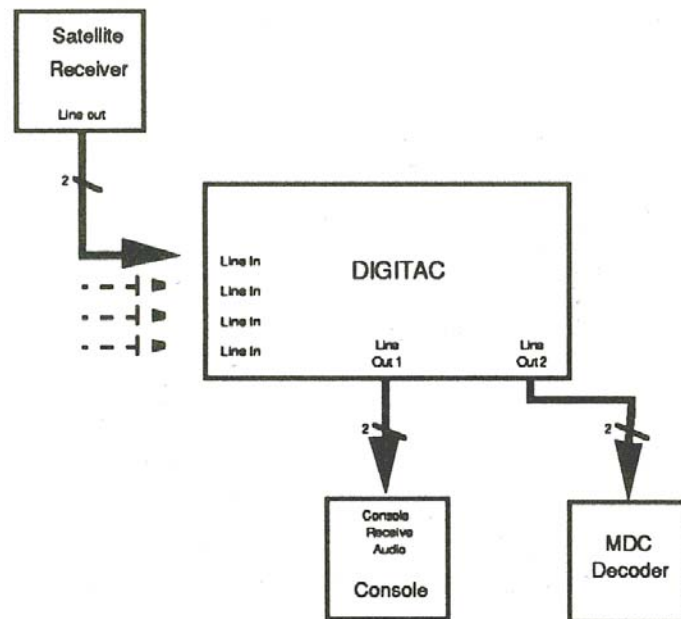 Satellite
Receiver
Line out
2
Line In
Line In
Line In
Line In
DIGITAC
Line
Out 1
Line
Out 2
2
2
Console
Receive
Audio
Console
MDC
Decoder